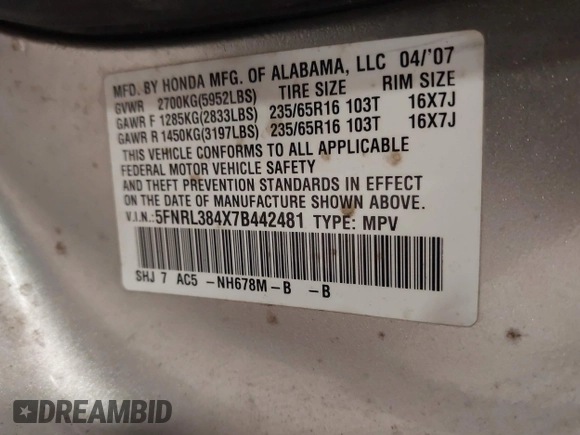 MFD. BY HONDA MFG. OF ALABAMA, LLC 04/'07
GVWR 2700KG(5952LBS) TIRE SIZE RIM SIZE
GAWR F 1285KG(2833LBS) 235/65R16 103T 16X7J
GAWR R 1450KG(3197LBS) 235/65R16 103T 16X7J
THIS VEHICLE CONFORMS TO ALL APPLICABLE
FEDERAL MOTOR VEHICLE SAFETY
AND THEFT PREVENTION STANDARDS IN EFFECT
ON THE DATE OF MANUFACTURE SHOWN ABOVE.
V.I.N.:5FNRL384X7B442481 TYPE: MPV
SHJ 7 AC5 -NH678M-B -B
DREAMBID